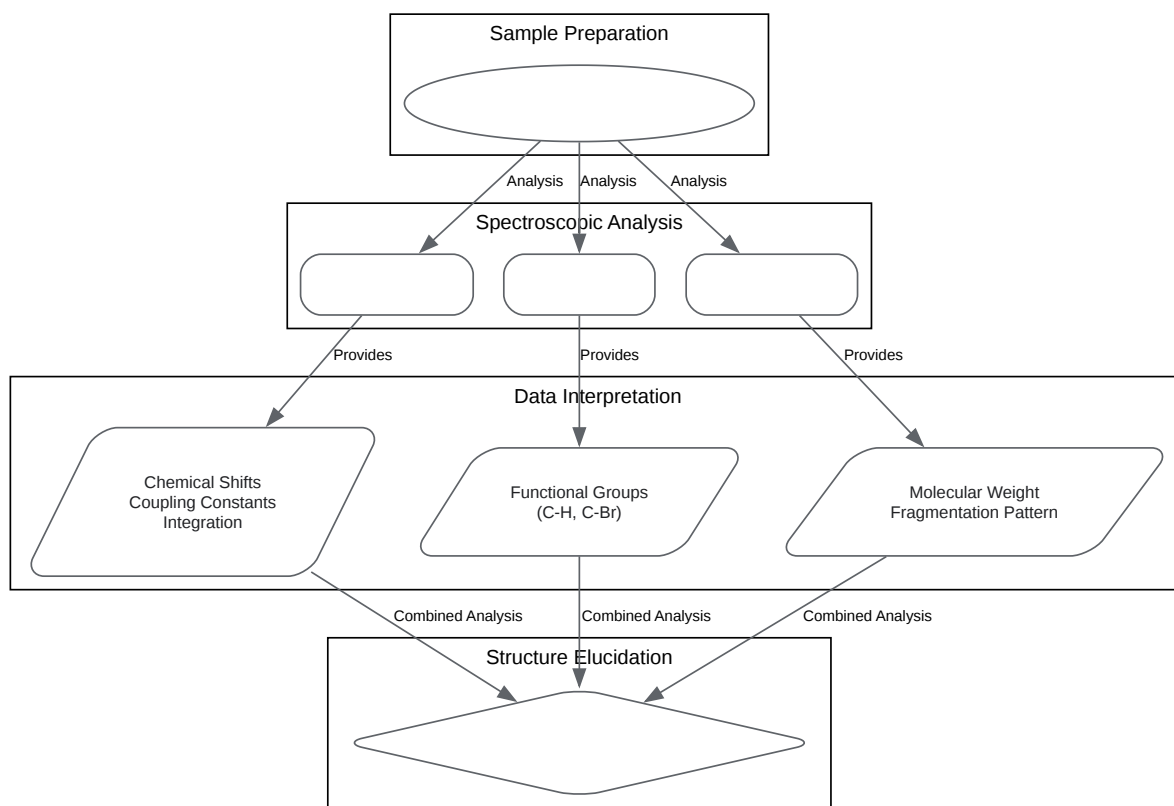 Sample Preparation
Analysis
Analysis
Analysis
Spectroscopic Analysis
Provides
Provides
Provides
Data Interpretation
Chemical Shifts
Coupling Constants
Integration
Functional Groups
(C-H, C-Br)
Molecular Weight
Fragmentation Pattern
Combined Analysis
Combined Analysis
Combined Analysis
Structure Elucidation